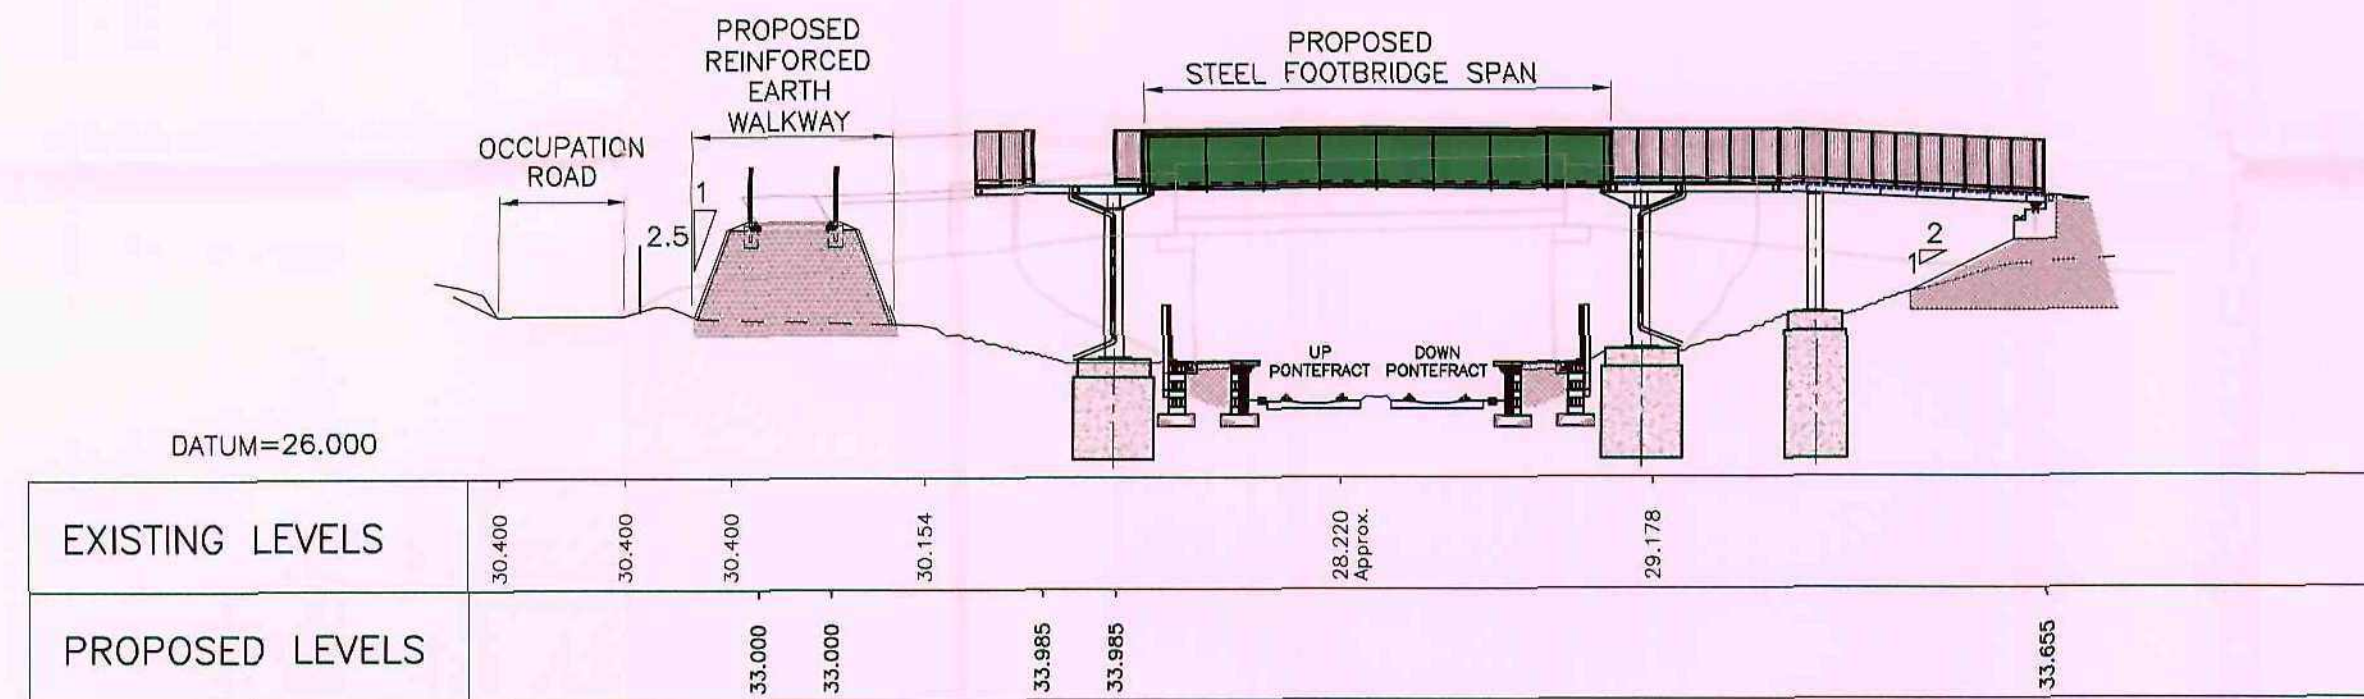 PROPOSED
REINFORCED
EARTH
WALKWAY
PROPOSED
STEEL FOOTBRIDGE SPAN
OCCUPATION
ROAD
1
2.5
2
1
UP
PONTEFRACT
DOWN
PONTEFRACT
DATUM=26.000
EXISTING LEVELS
30.400
30.400
30.400
30.154
28.220
Approx.
29.178
PROPOSED LEVELS
33.000
33.000
33.985
33.985
33.655